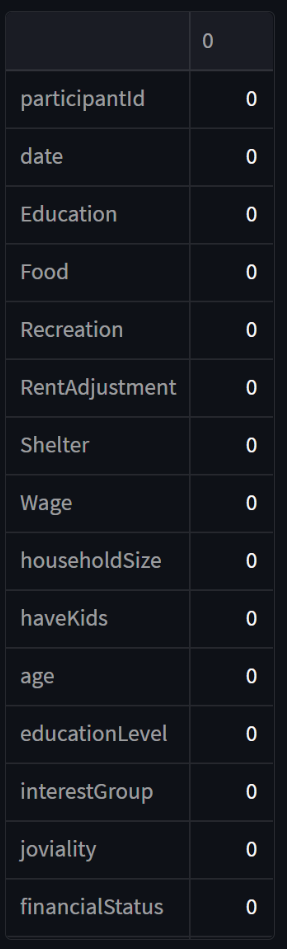 0
participantId 0
date 0
Education 0
Food 0
Recreation 0
RentAdjustment 0
Shelter 0
Wage 0
householdSize 0
haveKids 0
age 0
educationLevel 0
interestGroup 0
joviality 0
financialStatus 0